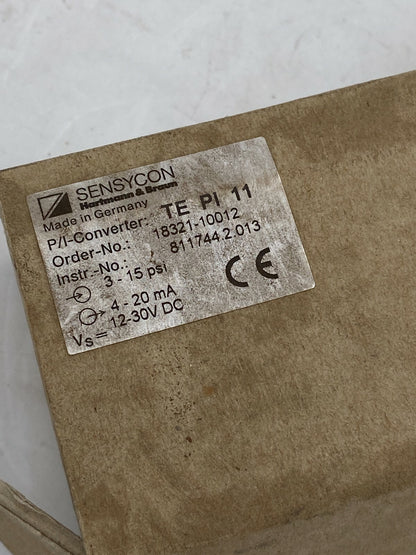 SENSYCON
Hartmann & Braun
Made in Germany
P/I-Converter: TE PI 11
Order-No.: 18321-10012
Instr.-No.: 811744.2.013
3 - 15 psi
4 - 20 mA
Vs = 12-30V DC
CE